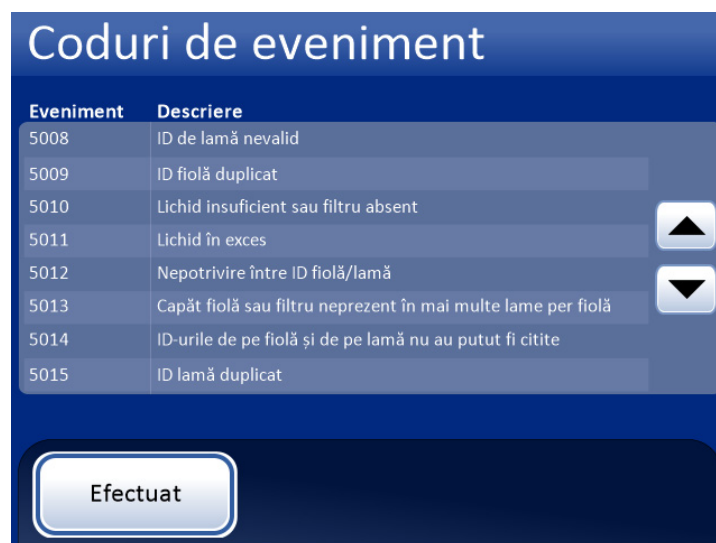 Coduri de eveniment
Eveniment Descriere
5008 ID de lamă nevalid
5009 ID fiolă duplicat
5010 Lichid insuficient sau filtru absent
5011 Lichid în exces
5012 Nepotrivire între ID fiolă/lamă
5013 Capăt fiolă sau filtru neprezent în mai multe lame per fiolă
5014 ID-urile de pe fiolă și de pe lamă nu au putut fi citite
5015 ID lamă duplicat
Efectuat